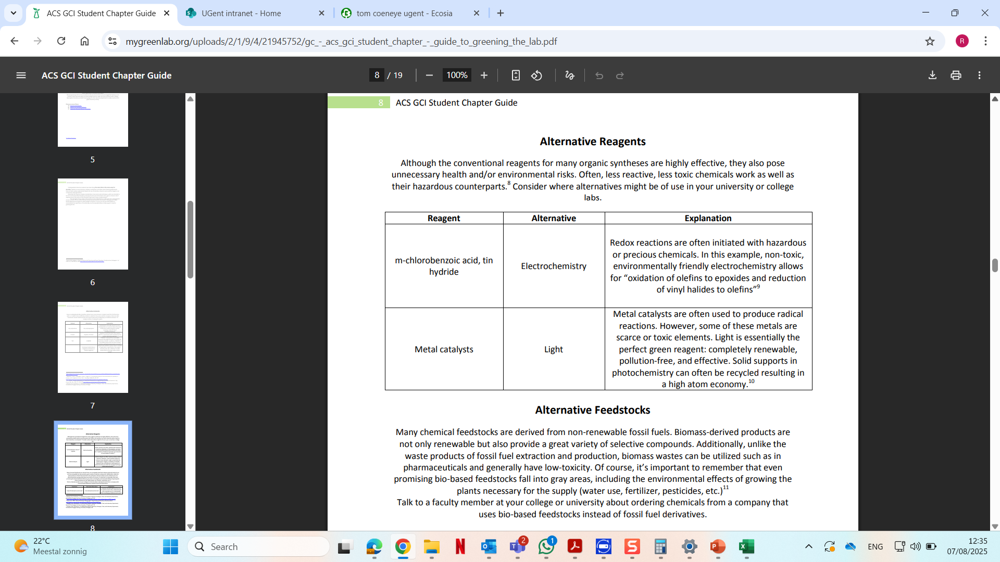 ACS GCI Student Chapter Guide
UGent intranet - Home
tom coeneye ugent - Ecosia
mygreenlab.org/uploads/2/1/9/4/21945752/gc_-_acs_gci_student_chapter_-_guide_to_greening_the_lab.pdf
R
ACS GCI Student Chapter Guide
8 / 19
100%
5
6
7
8
8 ACS GCI Student Chapter Guide
Alternative Reagents
Although the conventional reagents for many organic syntheses are highly effective, they also pose
unnecessary health and/or environmental risks. Often, less reactive, less toxic chemicals work as well as
their hazardous counterparts.8 Consider where alternatives might be of use in your university or college
labs.
Reagent Alternative Explanation
m-chlorobenzoic acid, tin
hydride
Electrochemistry
Redox reactions are often initiated with hazardous
or precious chemicals. In this example, non-toxic,
environmentally friendly electrochemistry allows
for “oxidation of olefins to epoxides and reduction
of vinyl halides to olefins”9
Metal catalysts
Light
Metal catalysts are often used to produce radical
reactions. However, some of these metals are
scarce or toxic elements. Light is essentially the
perfect green reagent: completely renewable,
pollution-free, and effective. Solid supports in
photochemistry can often be recycled resulting in
a high atom economy.10
Alternative Feedstocks
Many chemical feedstocks are derived from non-renewable fossil fuels. Biomass-derived products are
not only renewable but also provide a great variety of selective compounds. Additionally, unlike the
waste products of fossil fuel extraction and production, biomass wastes can be utilized such as in
pharmaceuticals and generally have low-toxicity. Of course, it’s important to remember that even
promising bio-based feedstocks fall into gray areas, including the environmental effects of growing the
plants necessary for the supply (water use, fertilizer, pesticides, etc.)11
Talk to a faculty member at your college or university about ordering chemicals from a company that
uses bio-based feedstocks instead of fossil fuel derivatives.
22°C
Meestal zonnig
Search
2
1
ENG
12:35
07/08/2025